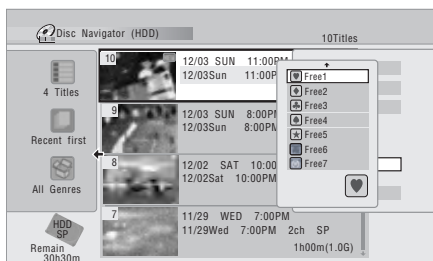 Disc Navigator (HDD)
10Titles
4 Titles
Recent first
All Genres
HDD
SP
Remain
30h30m
10
12/03 SUN 11:00PM
12/03Sun 11:00P
9
12/03 SUN 8:00PM
12/03Sun 8:00PM
8
12/02 SAT 10:00
12/02Sat 10:00PM
7
11/29 WED 7:00PM
11/29Wed 7:00PM 2ch SP
1h00m(1.0G)
Free1
Free2
Free3
Free4
Free5
Free6
Free7